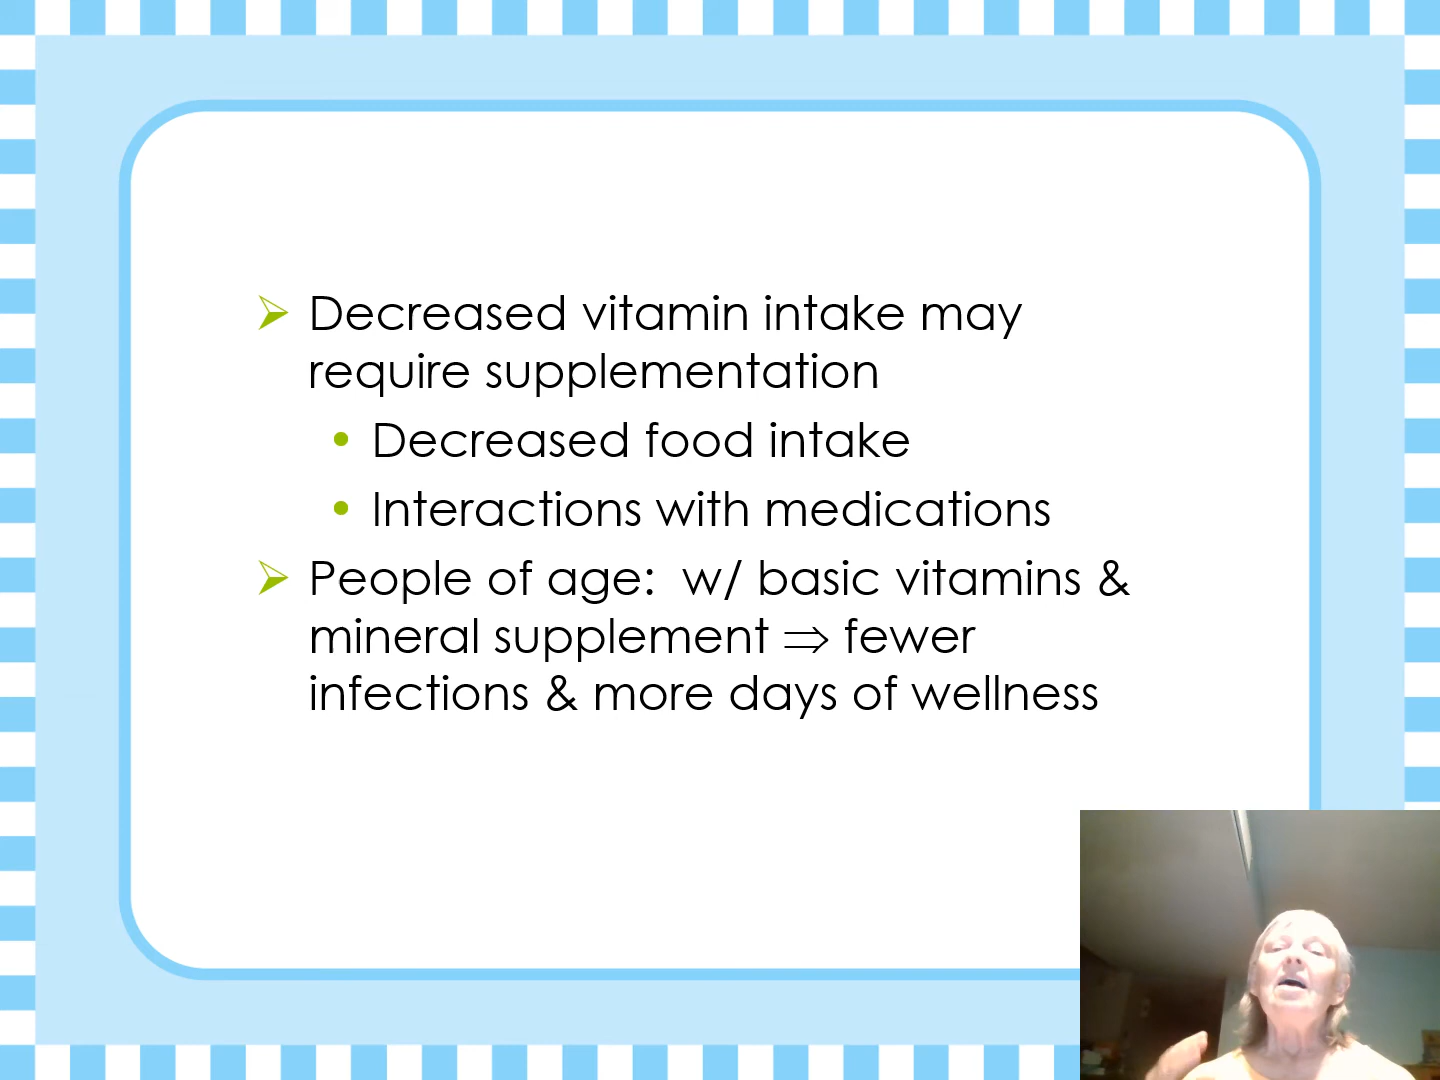 Decreased vitamin intake may
require supplementation
Decreased food intake
Interactions with medications
People of age:  w/ basic vitamins &
mineral supplement ⇒ fewer
infections & more days of wellness